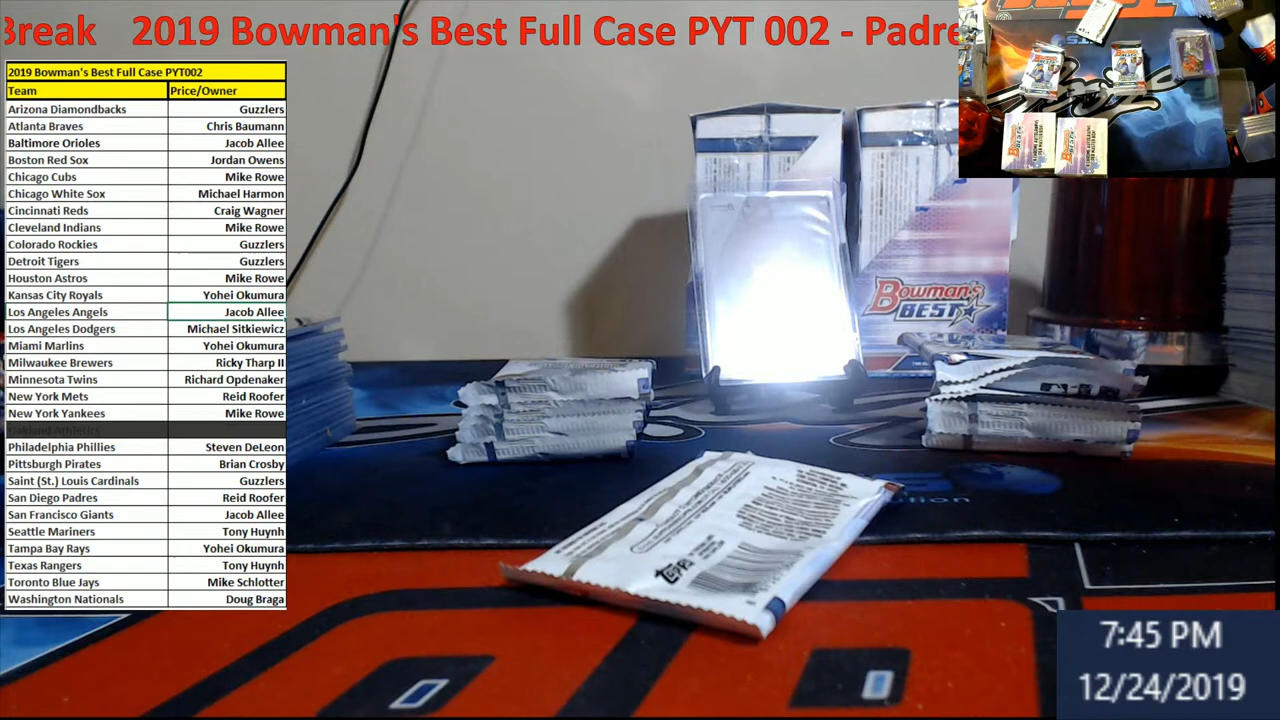 Break 2019 Bowman's Best Full Case PYT 002 - Padre
2019 Bowman's Best Full Case PYT002
Team Price/Owner
Arizona Diamondbacks Guzzlers
Atlanta Braves Chris Baumann
Baltimore Orioles Jacob Allee
Boston Red Sox Jordan Owens
Chicago Cubs Mike Rowe
Chicago White Sox Michael Harmon
Cincinnati Reds Craig Wagner
Cleveland Indians Mike Rowe
Colorado Rockies Guzzlers
Detroit Tigers Guzzlers
Houston Astros Mike Rowe
Kansas City Royals Yohei Okumura
Los Angeles Angels Jacob Allee
Los Angeles Dodgers Michael Sitkiewicz
Miami Marlins Yohei Okumura
Milwaukee Brewers Ricky Tharp II
Minnesota Twins Richard Opdenaker
New York Mets Reid Roofer
New York Yankees Mike Rowe
Oakland Athletics
Philadelphia Phillies Steven DeLeon
Pittsburgh Pirates Brian Crosby
Saint (St.) Louis Cardinals Guzzlers
San Diego Padres Reid Roofer
San Francisco Giants Jacob Allee
Seattle Mariners Tony Huynh
Tampa Bay Rays Yohei Okumura
Texas Rangers Tony Huynh
Toronto Blue Jays Mike Schlotter
Washington Nationals Doug Braga
Bowman's
BEST
Topps
7:45 PM
12/24/2019